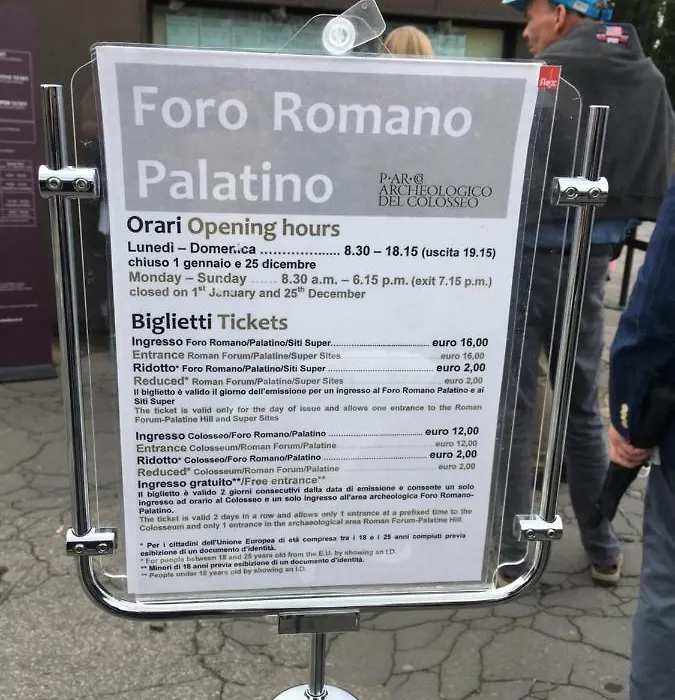 flex
Foro Romano
Palatino
P·AR·CO
ARCHEOLOGICO
DEL COLOSSEO
Orari Opening hours
Lunedì – Domenica .................... 8.30 – 18.15 (uscita 19.15)
chiuso 1 gennaio e 25 dicembre
Monday – Sunday ...... 8.30 a.m. – 6.15 p.m. (exit 7.15 p.m.)
closed on 1st January and 25th December
Biglietti Tickets
Ingresso Foro Romano/Palatino/Siti Super.............................. euro 16,00
Entrance Roman Forum/Palatine/Super Sites .............................. euro 16,00
Ridotto* Foro Romano/Palatino/Siti Super ................................ euro 2,00
Reduced* Roman Forum/Palatine/Super Sites .............................. euro 2,00
Il biglietto è valido il giorno dell'emissione per un ingresso al Foro Romano Palatino e ai
Siti Super
The ticket is valid only for the day of issue and allows one entrance to the Roman
Forum-Palatine Hill and Super Sites
Ingresso Colosseo/Foro Romano/Palatino .............................. euro 12,00
Entrance Colosseum/Roman Forum/Palatine .............................. euro 12,00
Ridotto* Colosseo/Foro Romano/Palatino ................................ euro 2,00
Reduced* Colosseum/Roman Forum/Palatine .............................. euro 2,00
Ingresso gratuito**/Free entrance**
Il biglietto è valido 2 giorni consecutivi dalla data di emissione e consente un solo
ingresso ad orario al Colosseo e un solo ingresso all'area archeologica Foro Romano-
Palatino.
The ticket is valid 2 days in a row and allows only 1 entrance at a prefixed time to the
Colosseum and only 1 entrance in the archaeological area Roman Forum-Palatine Hill.
* Per i cittadini dell'Unione Europea di età compresa tra i 18 e i 25 anni compiuti previa
esibizione di un documento d'identità.
* For people between 18 and 25 years old from the E.U. by showing an I.D.
** Minori di 18 anni previa esibizione di un documento d'identità.
** People under 18 years old by showing an I.D.